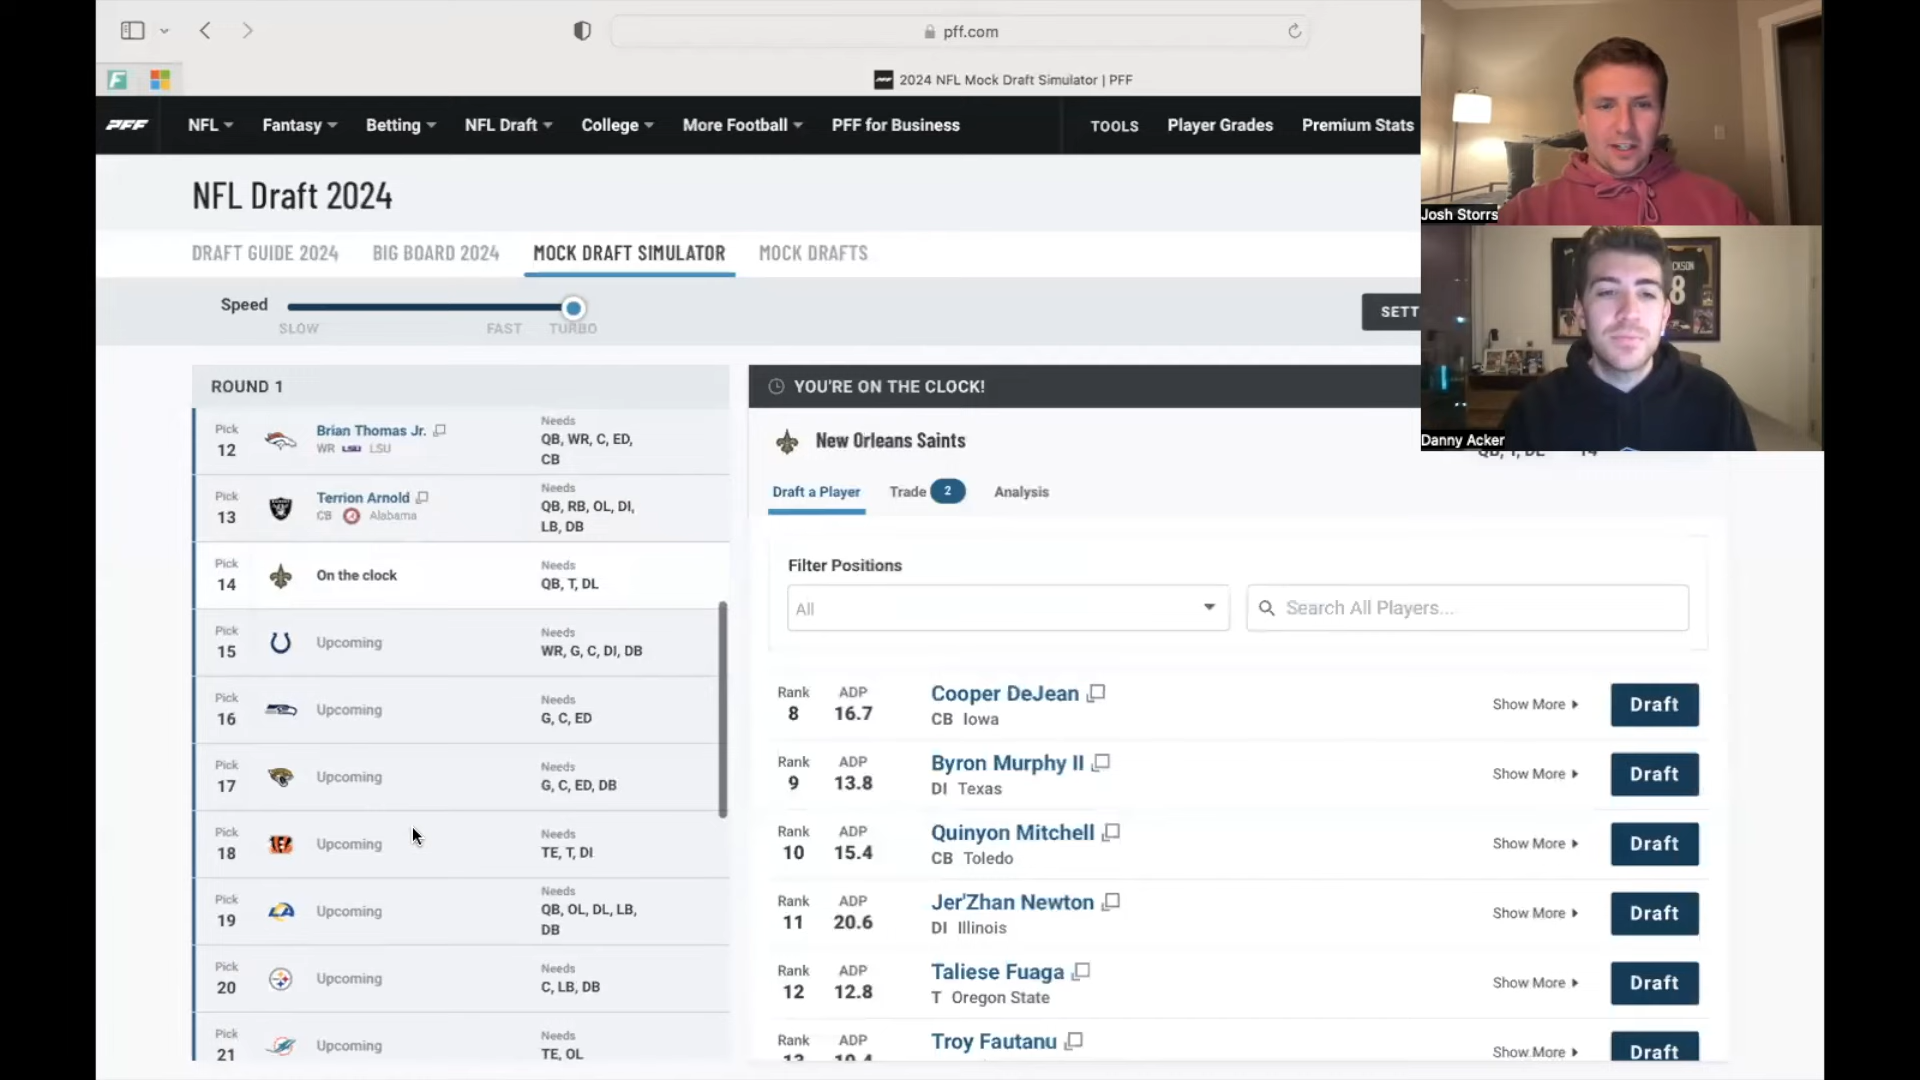 pff.com
2024 NFL Mock Draft Simulator | PFF
PFF NFL Fantasy Betting NFL Draft College More Football PFF for Business TOOLS Player Grades Premium Stats
NFL Draft 2024
DRAFT GUIDE 2024 BIG BOARD 2024 MOCK DRAFT SIMULATOR MOCK DRAFTS
Speed
SLOW FAST TURBO
SETT
Josh Storrs
CKSON
8
Danny Acker
ROUND 1
Pick
12
Brian Thomas Jr.
WR LSU LSU
Needs
QB, WR, C, ED,
CB
Pick
13
Terrion Arnold
CB Alabama
Needs
QB, RB, OL, DI,
LB, DB
Pick
14
On the clock
Needs
QB, T, DL
Pick
15
Upcoming
Needs
WR, G, C, DI, DB
Pick
16
Upcoming
Needs
G, C, ED
Pick
17
Upcoming
Needs
G, C, ED, DB
Pick
18
Upcoming
Needs
TE, T, DI
Pick
19
Upcoming
Needs
QB, OL, DL, LB,
DB
Pick
20
Upcoming
Needs
C, LB, DB
Pick
21
Upcoming
Needs
TE, OL
YOU'RE ON THE CLOCK!
New Orleans Saints
QB, T, DL 14
Draft a Player Trade 2 Analysis
Filter Positions
All
Search All Players...
Rank
8
ADP
16.7
Cooper DeJean
CB Iowa
Show More
Draft
Rank
9
ADP
13.8
Byron Murphy II
DI Texas
Show More
Draft
Rank
10
ADP
15.4
Quinyon Mitchell
CB Toledo
Show More
Draft
Rank
11
ADP
20.6
Jer'Zhan Newton
DI Illinois
Show More
Draft
Rank
12
ADP
12.8
Taliese Fuaga
T Oregon State
Show More
Draft
Rank
13
ADP
19.4
Troy Fautanu
Show More
Draft